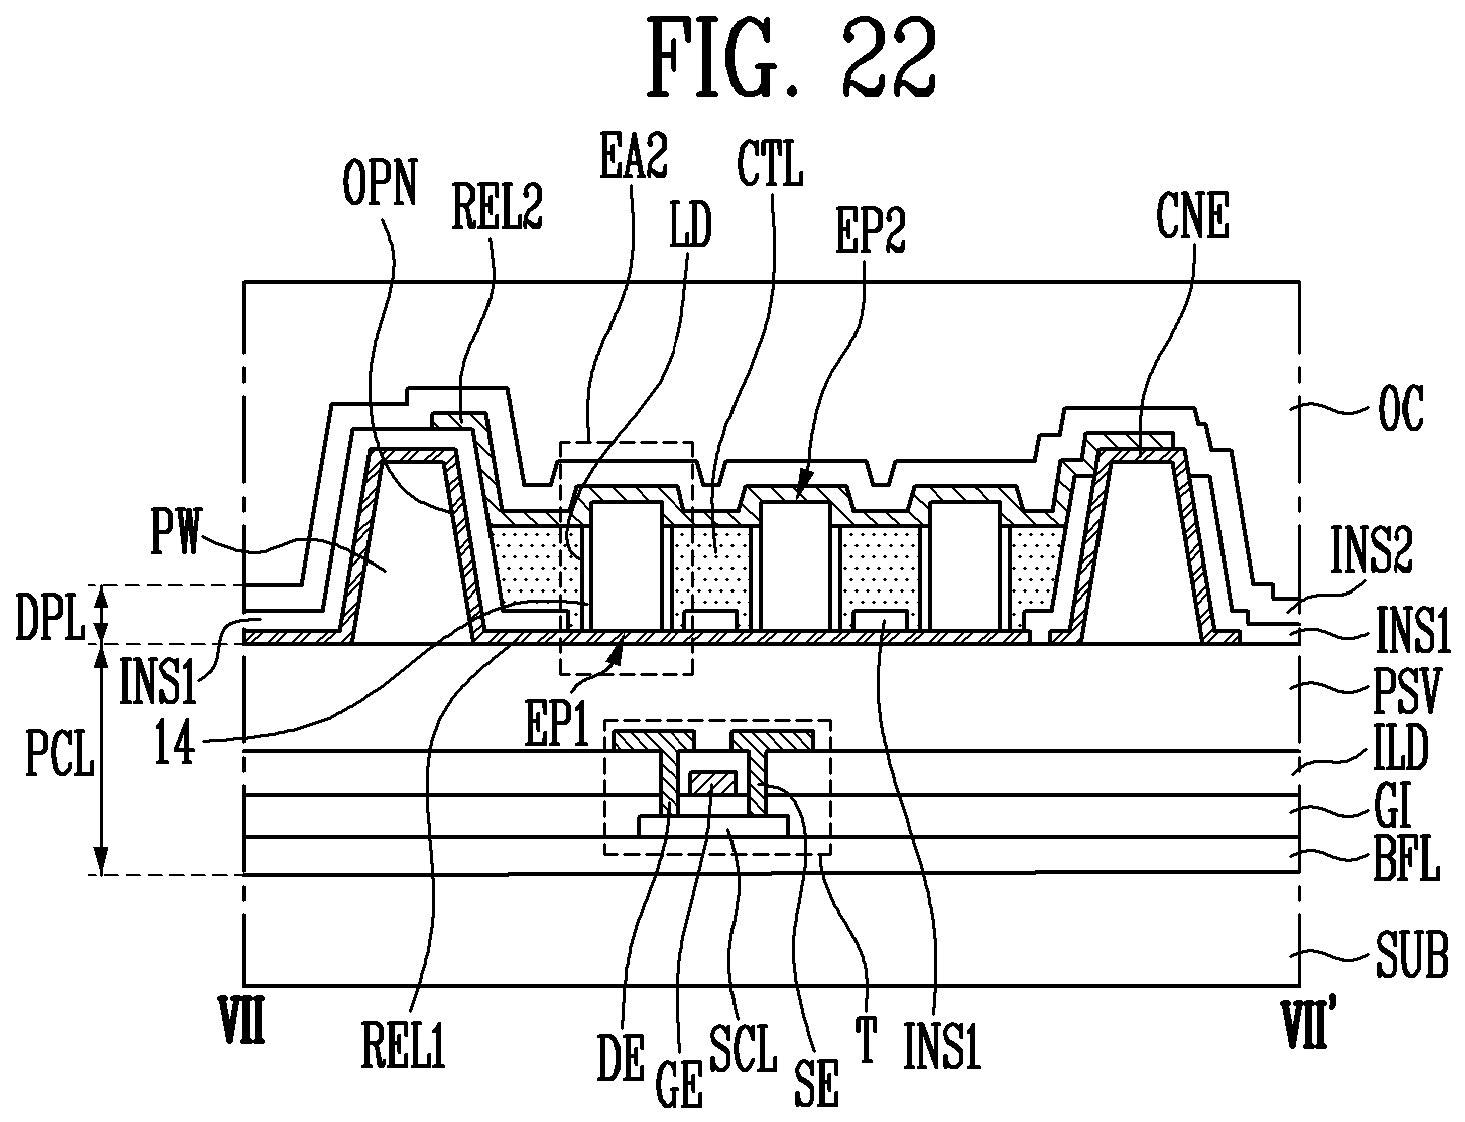 FIG. 22
EA2
CTL
OPN
REL2
LD
EP2
CNE
OC
PW
INS2
DPL
INS1
INS1
PSV
14
EP1
PCL
ILD
GI
BFL
SUB
VII
VII'
REL1
DE
GE
SCL
SE
T
INS1